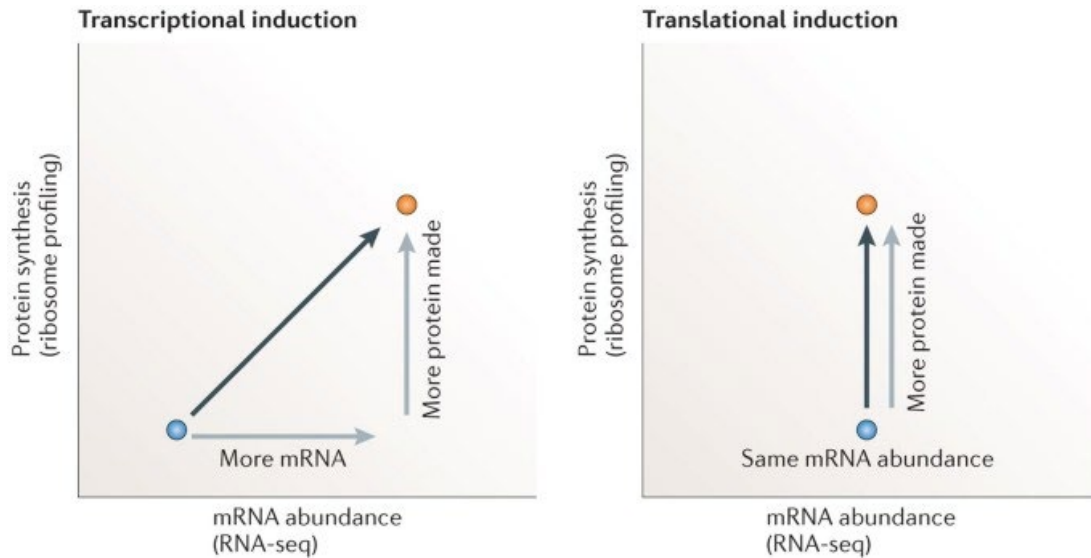 Transcriptional induction
Protein synthesis
(ribosome profiling)
More protein made
More mRNA
mRNA abundance
(RNA-seq)
Translational induction
Protein synthesis
(ribosome profiling)
More protein made
Same mRNA abundance
mRNA abundance
(RNA-seq)